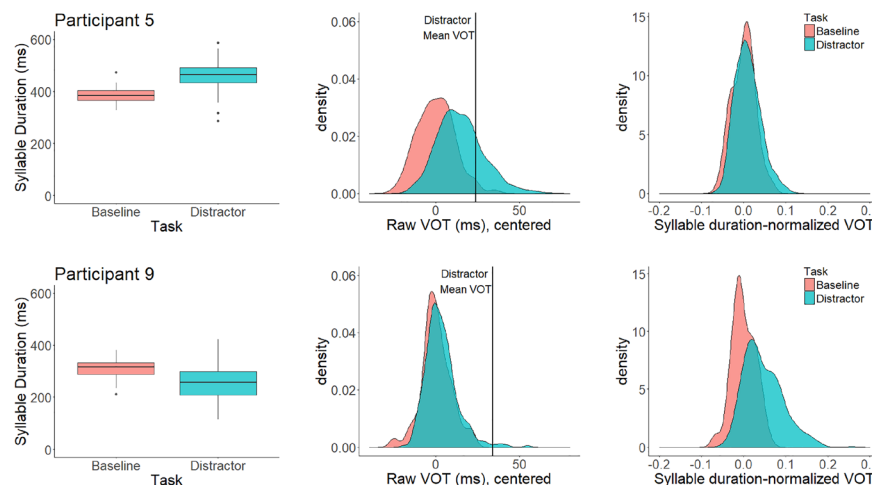 Participant 5
Syllable Duration (ms)
600
400
200
0
Baseline
Distractor
Task
density
0.06
0.04
0.02
0.00
Distractor
Mean VOT
0
50
Raw VOT (ms), centered
density
15
10
5
0
-0.2
-0.1
0.0
0.1
0.2
0.3
Syllable duration-normalized VOT
Task
Baseline
Distractor
Participant 9
Syllable Duration (ms)
600
400
200
0
Baseline
Distractor
Task
density
0.06
0.04
0.02
0.00
Distractor
Mean VOT
0
50
Raw VOT (ms), centered
density
15
10
5
0
-0.2
-0.1
0.0
0.1
0.2
0.3
Syllable duration-normalized VOT
Task
Baseline
Distractor